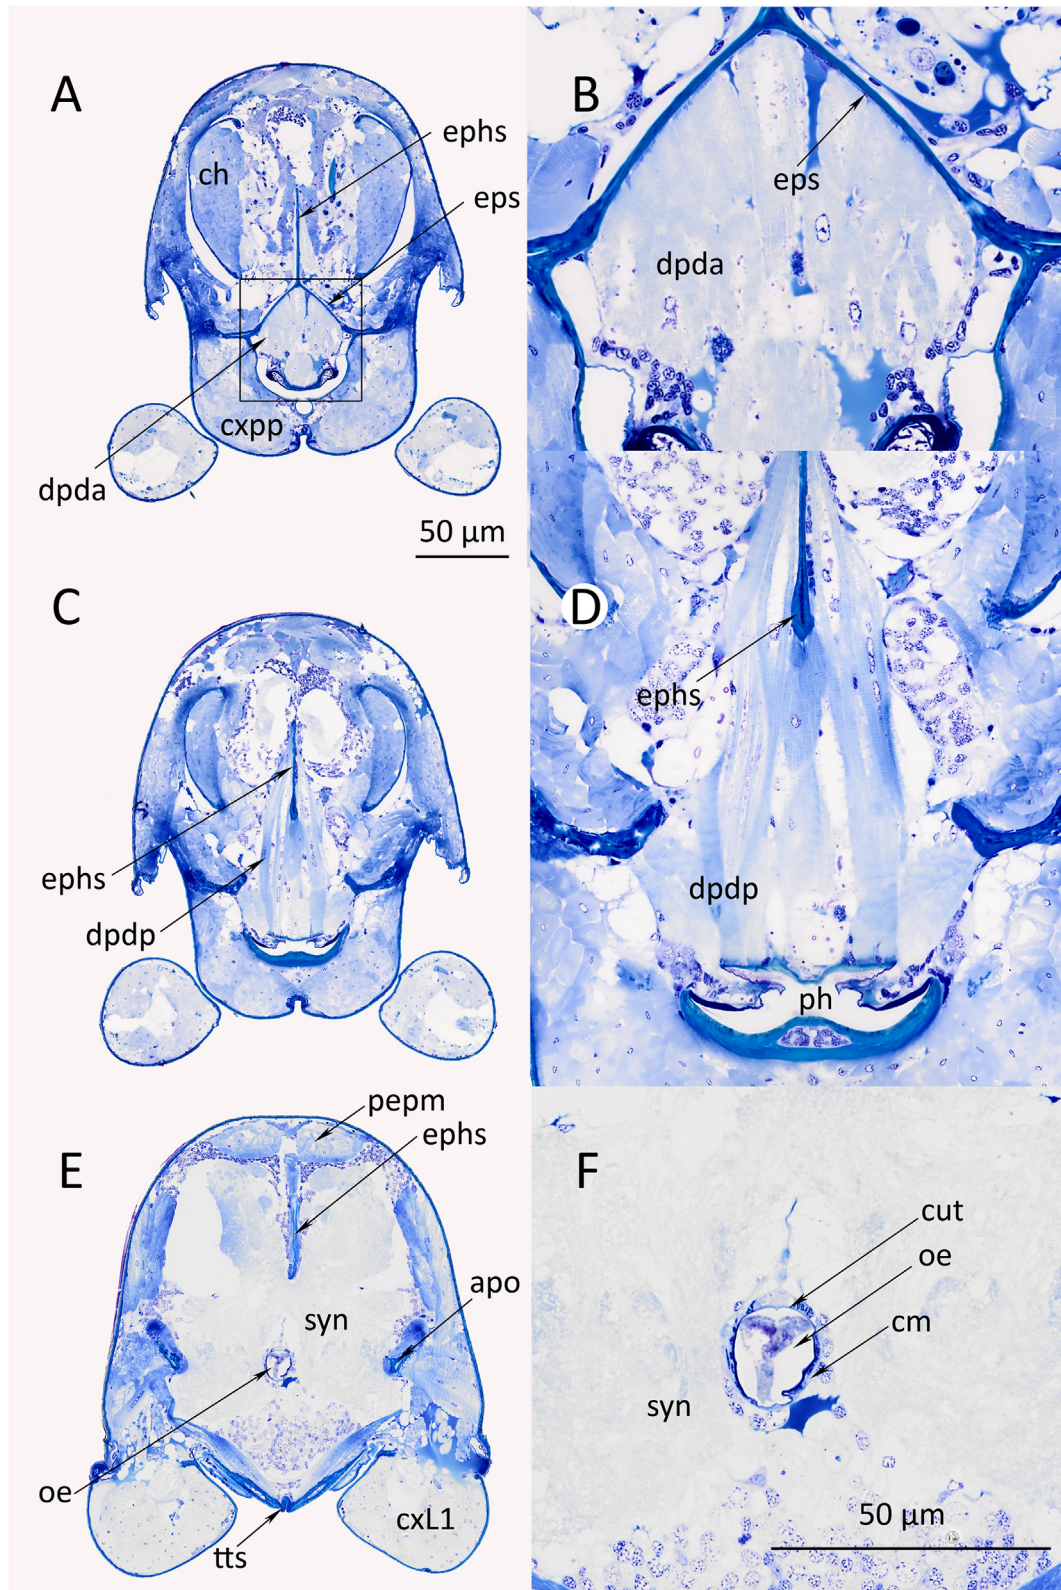 A
ch
ephs
eps
cxpp
dpda
50 µm
B
eps
dpda
C
ephs
dpdp
D
ephs
dpdp
ph
E
pepm
ephs
syn
apo
oe
tts
cxL1
F
cut
oe
cm
syn
50 µm